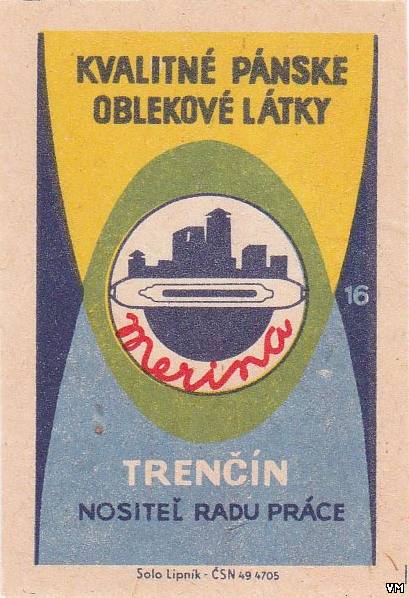 KVALITNÉ PÁNSKE
OBLEKOVÉ LÁTKY
16
merina
TRENČÍN
NOSITEĽ RADU PRÁCE
Solo Lipník - ČSN 49 4705
VM